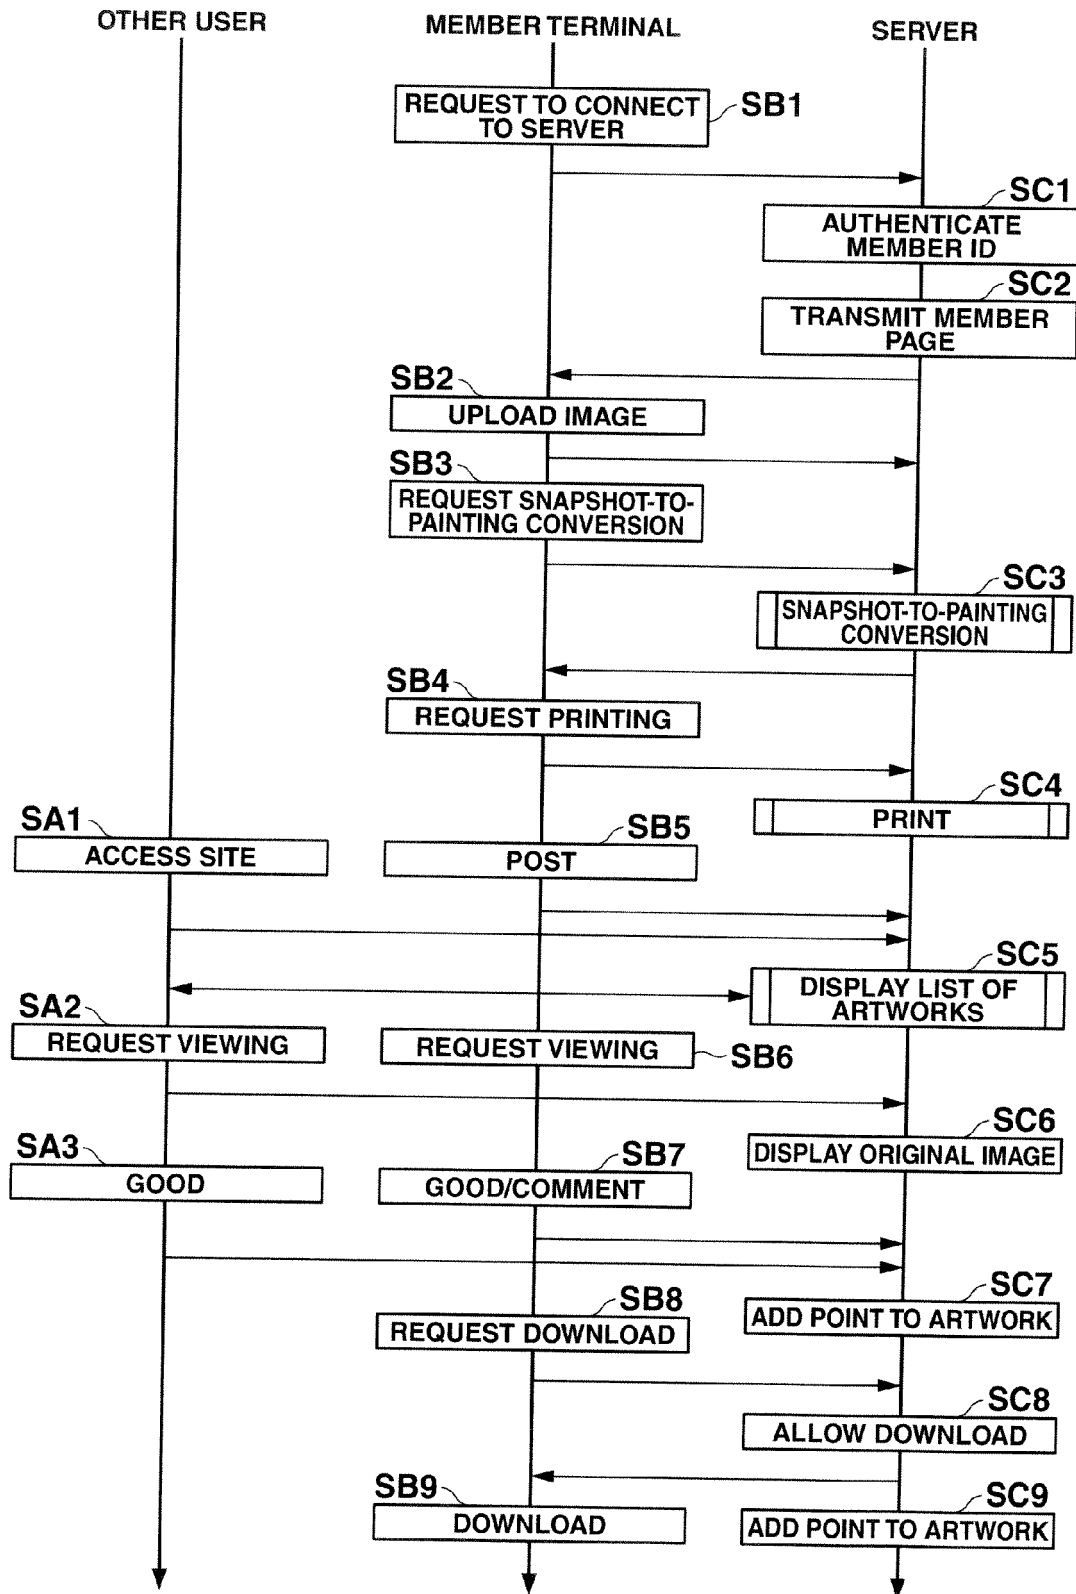 OTHER USER
MEMBER TERMINAL
SERVER
REQUEST TO CONNECT
TO SERVER
SB1
SC1
AUTHENTICATE
MEMBER ID
SC2
TRANSMIT MEMBER
PAGE
SB2
UPLOAD IMAGE
SB3
REQUEST SNAPSHOT-TO-
PAINTING CONVERSION
SC3
SNAPSHOT-TO-PAINTING
CONVERSION
SB4
REQUEST PRINTING
SC4
PRINT
SA1
ACCESS SITE
SB5
POST
SC5
DISPLAY LIST OF
ARTWORKS
SA2
REQUEST VIEWING
REQUEST VIEWING
SB6
SC6
DISPLAY ORIGINAL IMAGE
SA3
GOOD
SB7
GOOD/COMMENT
SC7
ADD POINT TO ARTWORK
SB8
REQUEST DOWNLOAD
SC8
ALLOW DOWNLOAD
SB9
DOWNLOAD
SC9
ADD POINT TO ARTWORK